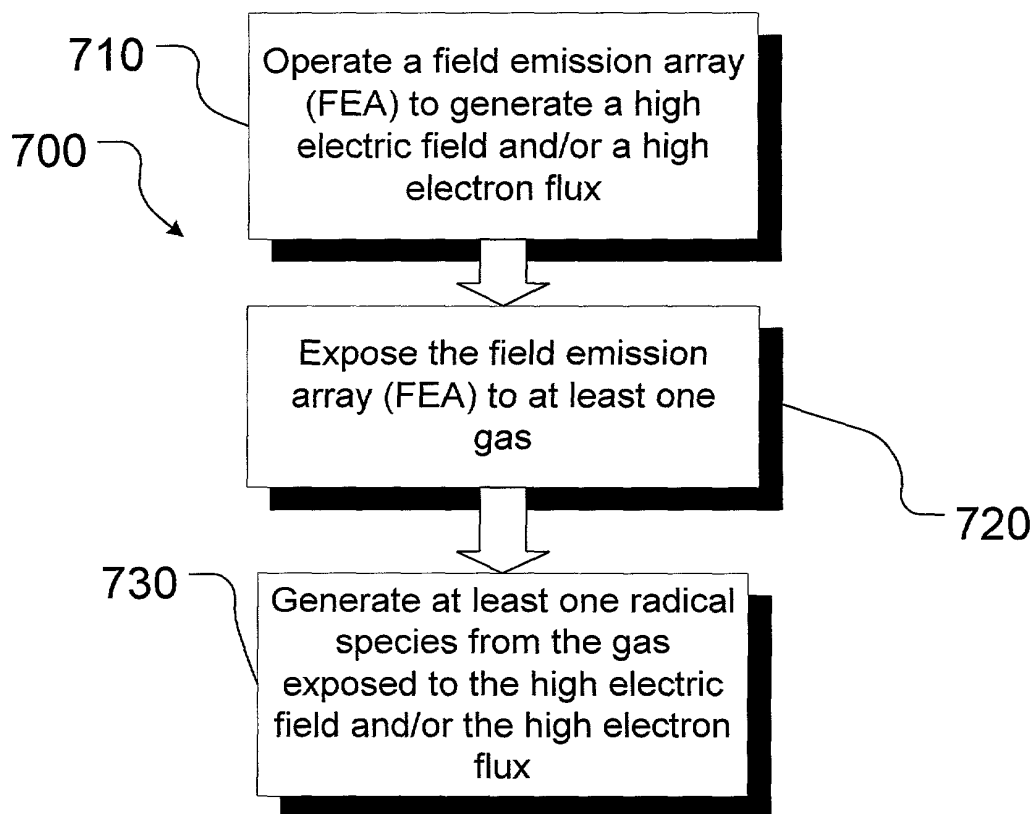 710
Operate a field emission array
(FEA) to generate a high
electric field and/or a high
electron flux
700
Expose the field emission
array (FEA) to at least one
gas
720
730
Generate at least one radical
species from the gas
exposed to the high electric
field and/or the high electron
flux